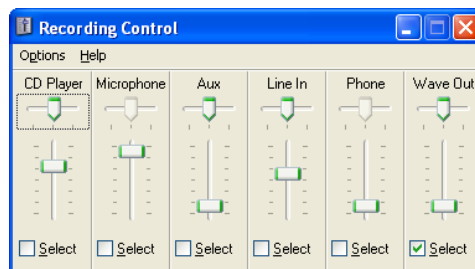 Recording Control
Options Help
CD Player Microphone Aux Line In Phone Wave Out
Select Select Select Select Select Select